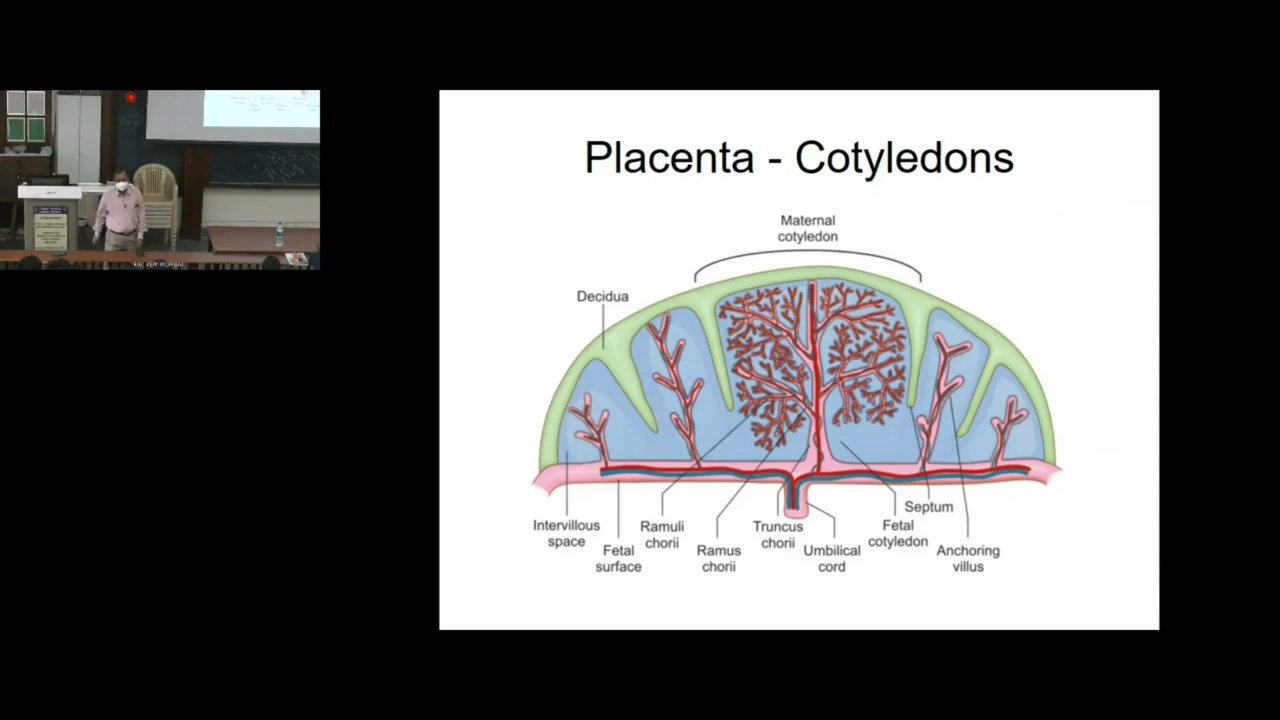 Placenta - Cotyledons
Maternal
cotyledon
Decidua
Intervillous
space
Fetal
surface
Ramuli
chorii
Ramus
chorii
Truncus
chorii
Umbilical
cord
Fetal
cotyledon
Septum
Anchoring
villus